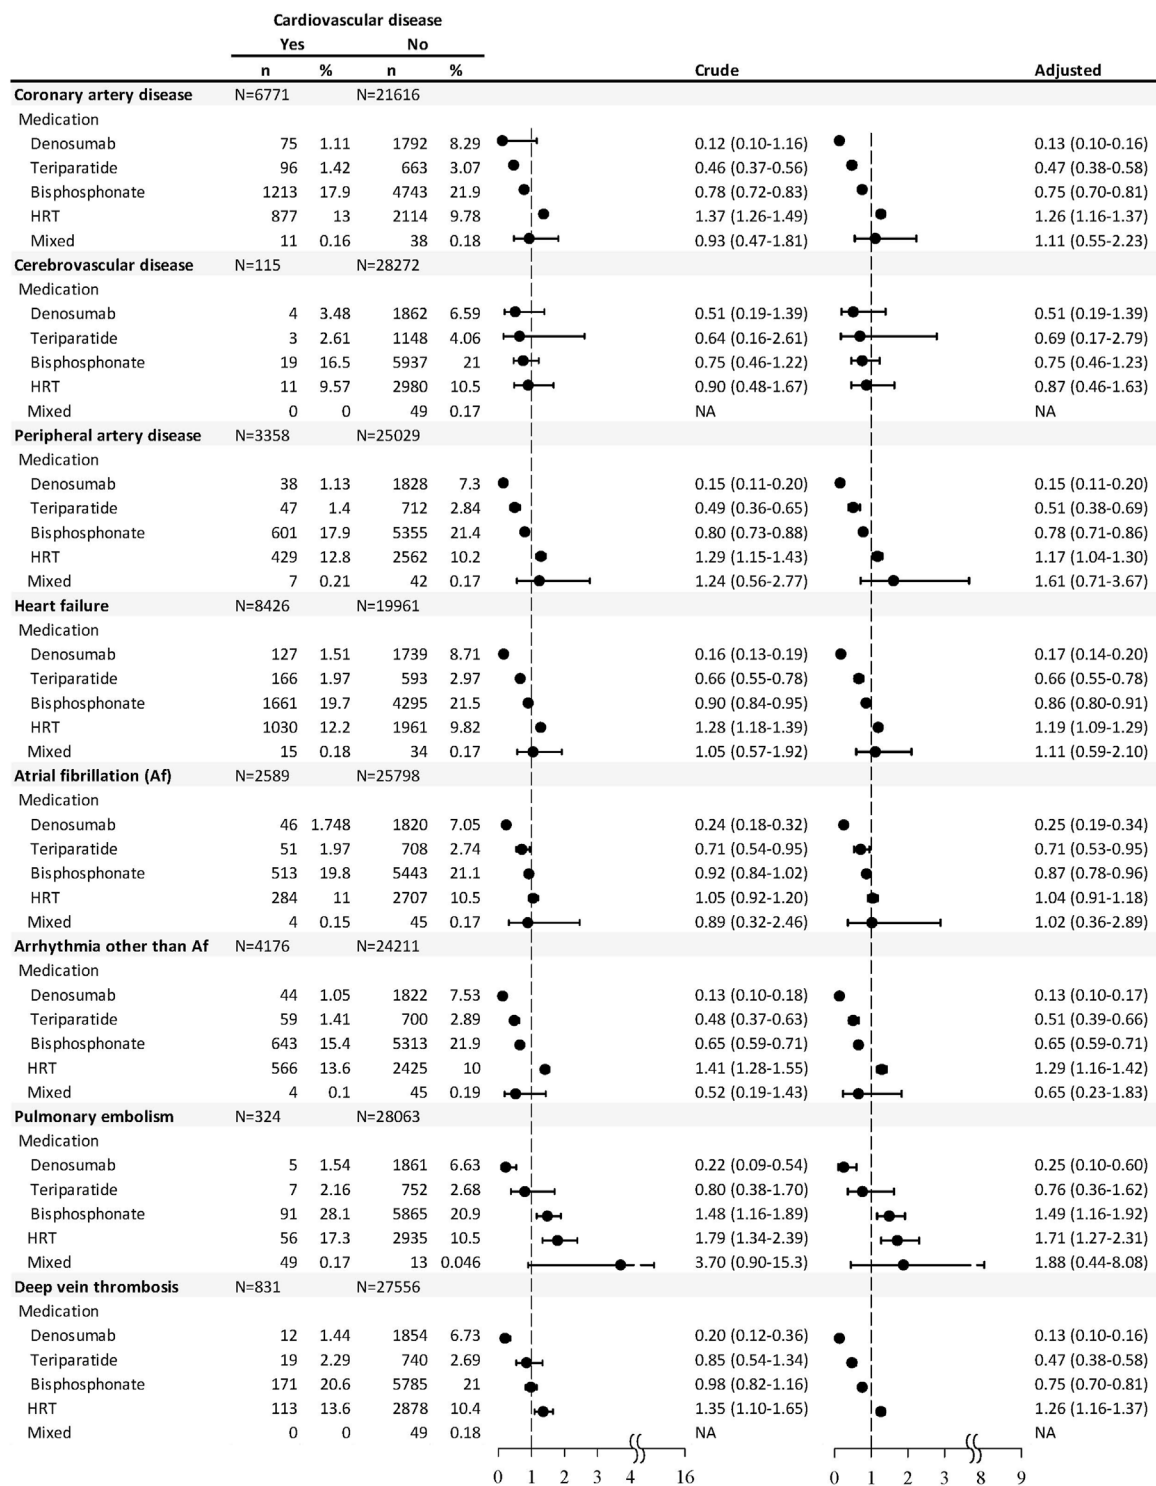 Cardiovascular disease
Yes No
n % n % Crude Adjusted
Coronary artery disease N=6771 N=21616
Medication
Denosumab 75 1.11 1792 8.29 0.12 (0.10-1.16) 0.13 (0.10-0.16)
Teriparatide 96 1.42 663 3.07 0.46 (0.37-0.56) 0.47 (0.38-0.58)
Bisphosphonate 1213 17.9 4743 21.9 0.78 (0.72-0.83) 0.75 (0.70-0.81)
HRT 877 13 2114 9.78 1.37 (1.26-1.49) 1.26 (1.16-1.37)
Mixed 11 0.16 38 0.18 0.93 (0.47-1.81) 1.11 (0.55-2.23)
Cerebrovascular disease N=115 N=28272
Medication
Denosumab 4 3.48 1862 6.59 0.51 (0.19-1.39) 0.51 (0.19-1.39)
Teriparatide 3 2.61 1148 4.06 0.64 (0.16-2.61) 0.69 (0.17-2.79)
Bisphosphonate 19 16.5 5937 21 0.75 (0.46-1.22) 0.75 (0.46-1.23)
HRT 11 9.57 2980 10.5 0.90 (0.48-1.67) 0.87 (0.46-1.63)
Mixed 0 0 49 0.17 NA NA
Peripheral artery disease N=3358 N=25029
Medication
Denosumab 38 1.13 1828 7.3 0.15 (0.11-0.20) 0.15 (0.11-0.20)
Teriparatide 47 1.4 712 2.84 0.49 (0.36-0.65) 0.51 (0.38-0.69)
Bisphosphonate 601 17.9 5355 21.4 0.80 (0.73-0.88) 0.78 (0.71-0.86)
HRT 429 12.8 2562 10.2 1.29 (1.15-1.43) 1.17 (1.04-1.30)
Mixed 7 0.21 42 0.17 1.24 (0.56-2.77) 1.61 (0.71-3.67)
Heart failure N=8426 N=19961
Medication
Denosumab 127 1.51 1739 8.71 0.16 (0.13-0.19) 0.17 (0.14-0.20)
Teriparatide 166 1.97 593 2.97 0.66 (0.55-0.78) 0.66 (0.55-0.78)
Bisphosphonate 1661 19.7 4295 21.5 0.90 (0.84-0.95) 0.86 (0.80-0.91)
HRT 1030 12.2 1961 9.82 1.28 (1.18-1.39) 1.19 (1.09-1.29)
Mixed 15 0.18 34 0.17 1.05 (0.57-1.92) 1.11 (0.59-2.10)
Atrial fibrillation (Af) N=2589 N=25798
Medication
Denosumab 46 1.748 1820 7.05 0.24 (0.18-0.32) 0.25 (0.19-0.34)
Teriparatide 51 1.97 708 2.74 0.71 (0.54-0.95) 0.71 (0.53-0.95)
Bisphosphonate 513 19.8 5443 21.1 0.92 (0.84-1.02) 0.87 (0.78-0.96)
HRT 284 11 2707 10.5 1.05 (0.92-1.20) 1.04 (0.91-1.18)
Mixed 4 0.15 45 0.17 0.89 (0.32-2.46) 1.02 (0.36-2.89)
Arrhythmia other than Af N=4176 N=24211
Medication
Denosumab 44 1.05 1822 7.53 0.13 (0.10-0.18) 0.13 (0.10-0.17)
Teriparatide 59 1.41 700 2.89 0.48 (0.37-0.63) 0.51 (0.39-0.66)
Bisphosphonate 643 15.4 5313 21.9 0.65 (0.59-0.71) 0.65 (0.59-0.71)
HRT 566 13.6 2425 10 1.41 (1.28-1.55) 1.29 (1.16-1.42)
Mixed 4 0.1 45 0.19 0.52 (0.19-1.43) 0.65 (0.23-1.83)
Pulmonary embolism N=324 N=28063
Medication
Denosumab 5 1.54 1861 6.63 0.22 (0.09-0.54) 0.25 (0.10-0.60)
Teriparatide 7 2.16 752 2.68 0.80 (0.38-1.70) 0.76 (0.36-1.62)
Bisphosphonate 91 28.1 5865 20.9 1.48 (1.16-1.89) 1.49 (1.16-1.92)
HRT 56 17.3 2935 10.5 1.79 (1.34-2.39) 1.71 (1.27-2.31)
Mixed 49 0.17 13 0.046 3.70 (0.90-15.3) 1.88 (0.44-8.08)
Deep vein thrombosis N=831 N=27556
Medication
Denosumab 12 1.44 1854 6.73 0.20 (0.12-0.36) 0.13 (0.10-0.16)
Teriparatide 19 2.29 740 2.69 0.85 (0.54-1.34) 0.47 (0.38-0.58)
Bisphosphonate 171 20.6 5785 21 0.98 (0.82-1.16) 0.75 (0.70-0.81)
HRT 113 13.6 2878 10.4 1.35 (1.10-1.65) 1.26 (1.16-1.37)
Mixed 0 0 49 0.18 NA NA
0 1 2 3 4 16 0 1 2 3 8 9